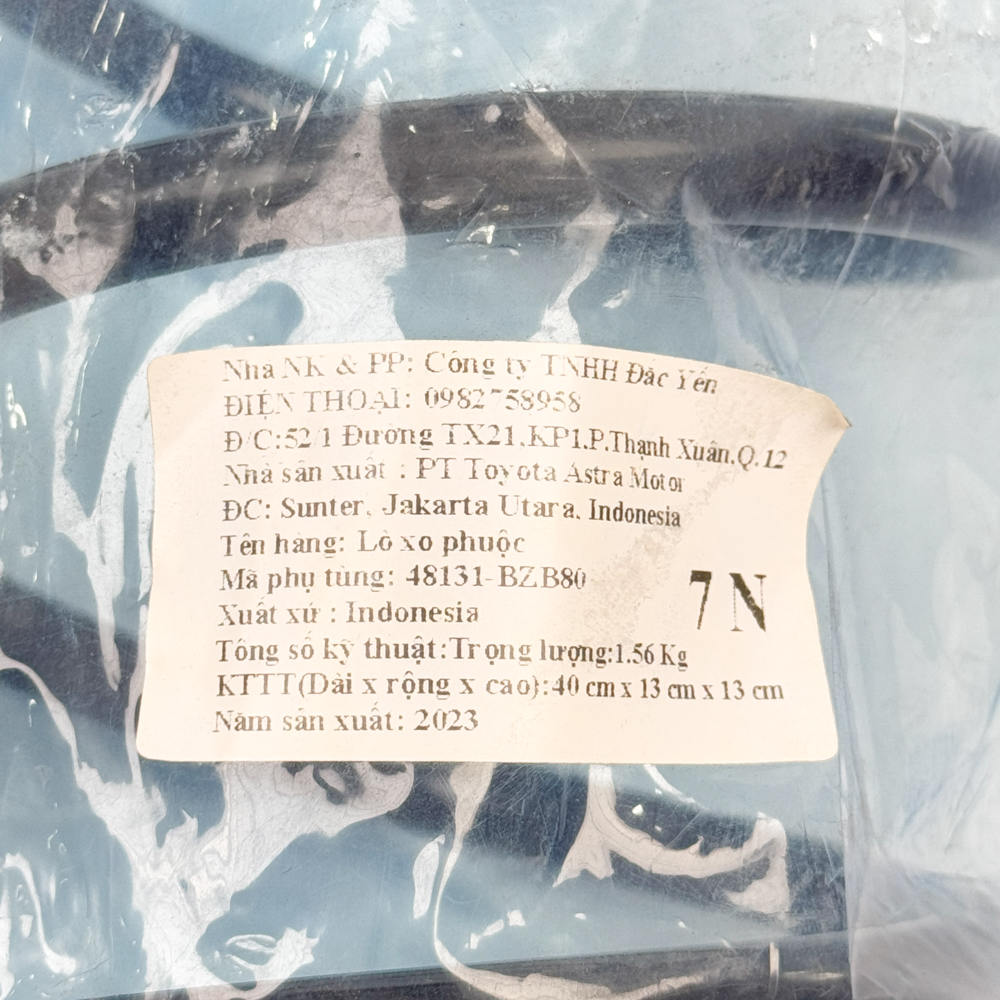 Nhà NK & PP: Công ty TNHH Đắc Yến
ĐIỆN THOẠI: 0982758958
Đ/C:52/1 Đường TX21,KP1,P.Thạnh Xuân,Q.12
Nhà sản xuất : PT Toyota Astra Motor
ĐC: Sunter, Jakarta Utara, Indonesia
Tên hàng: Lò xo phuộc
Mã phụ tùng: 48131-BZB80
7N
Xuất xứ : Indonesia
Tông số kỹ thuật:Trọng lượng:1.56 Kg
KTTT(Dài x rộng x cao):40 cm x 13 cm x 13 cm
Năm sản xuất: 2023